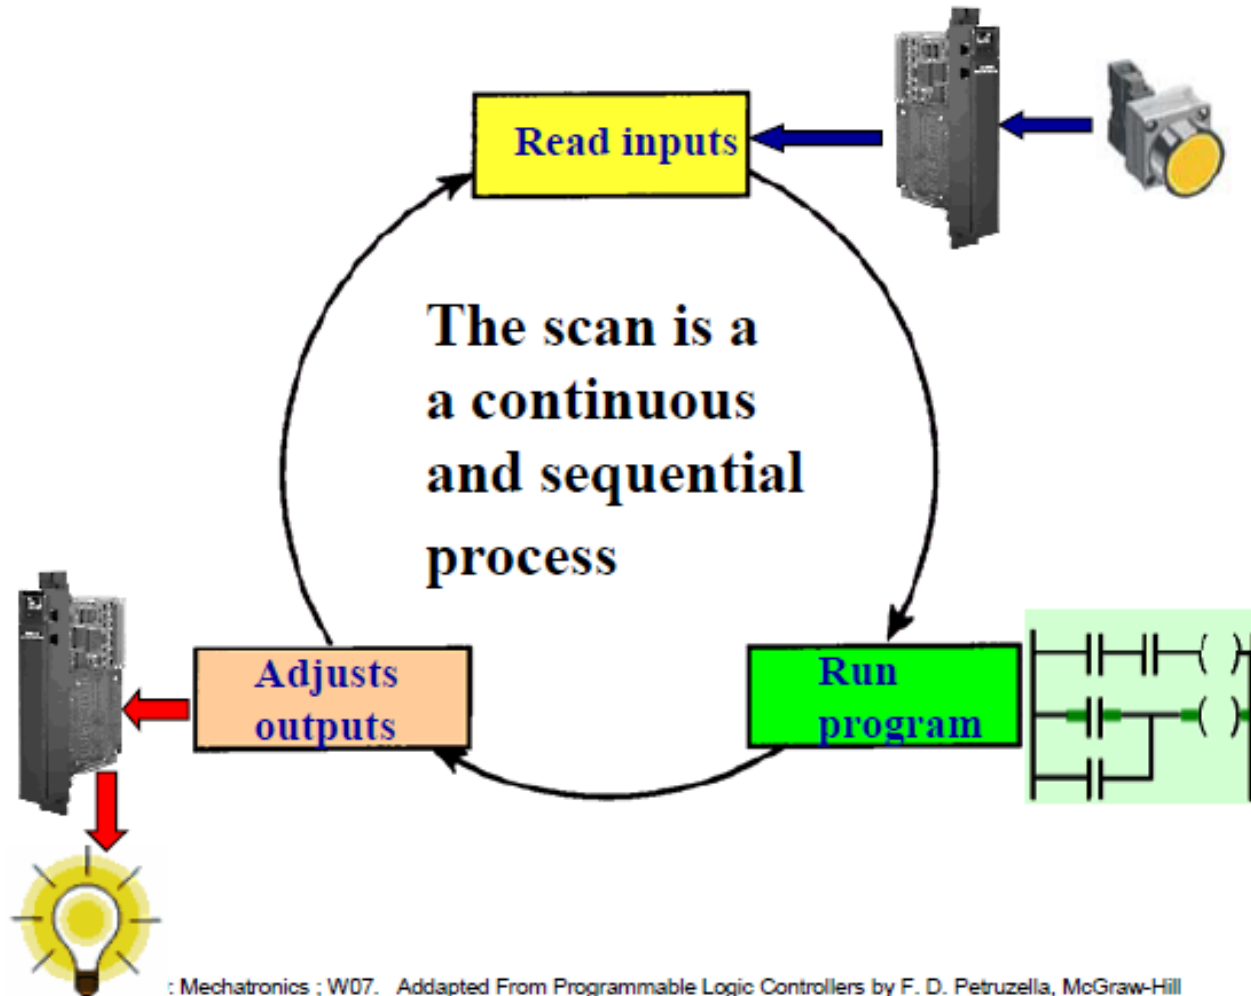 Read inputs
The scan is a
a continuous
and sequential
process
Adjusts
outputs
Run
program
: Mechatronics ; W07. Addapted From Programmable Logic Controllers by F. D. Petruzella, McGraw-Hill